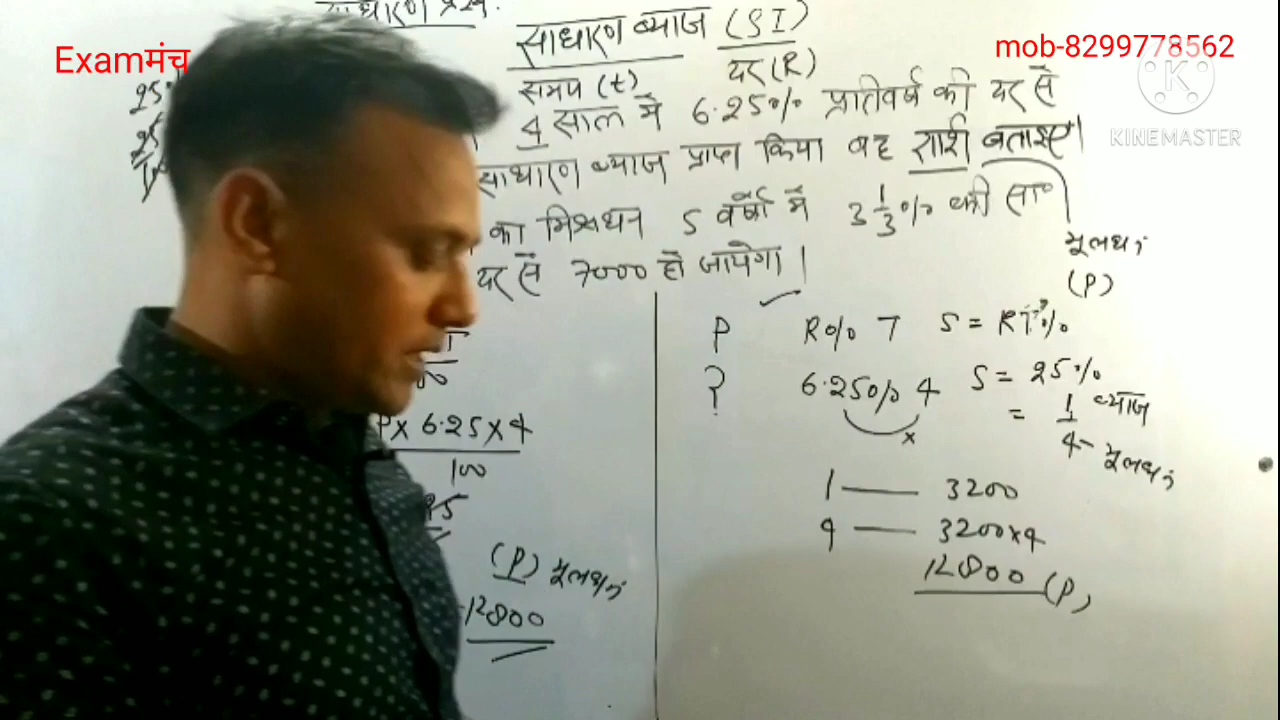 साधारण ब्याज (SI)
Examमंच
mob-8299778562
KINEMASTER
समय (t) दर (R)
4 साल में 6.25% प्रतिवर्ष की दर से
साधारण ब्याज प्राप्त किया वह राशि बताइए।
का मिश्रधन 5 वर्षों में 3 1/3% की सा०
दर से 7000 हो जायेगा।
मूलधन
(P)
P R% T S = RT%
? 6.25% 4 S = 25%
= 1/4
ब्याज
मूलधन
×
1 — 3200
4 — 3200×4
12800 (P)
P× 6.25×4
100
(P) मूलधन
12800